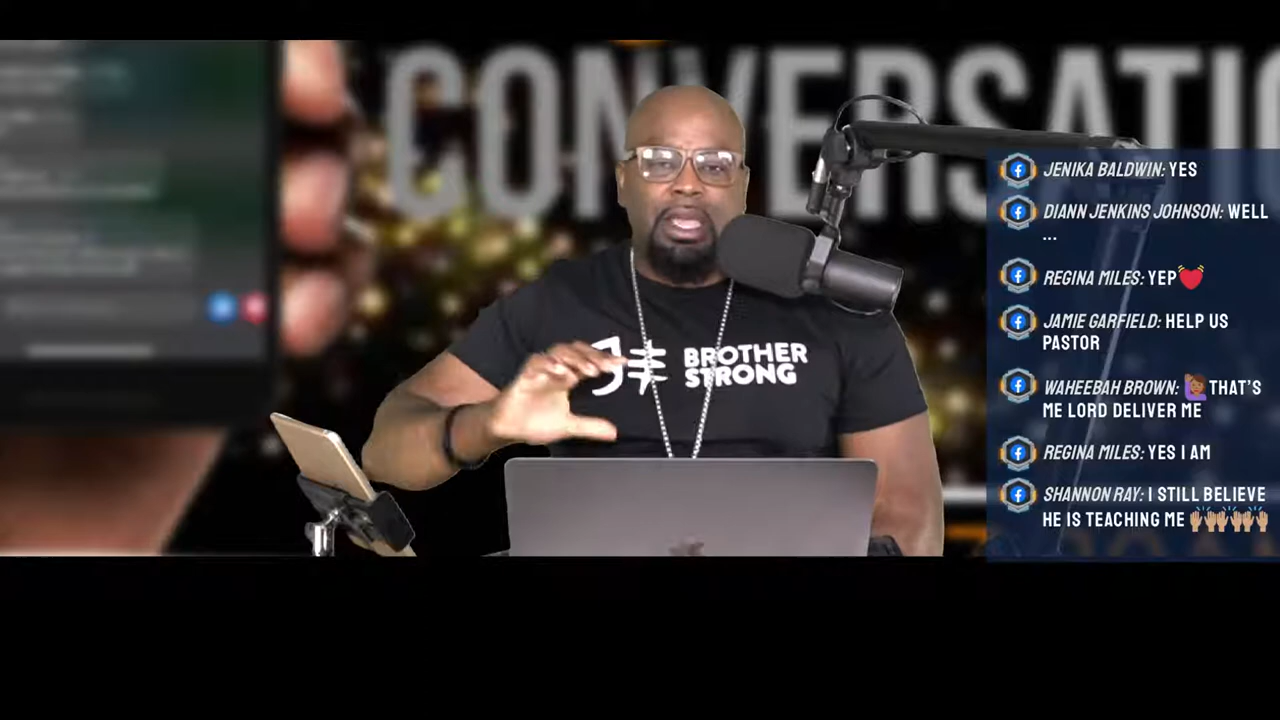 CONVERSATIO
BROTHER
STRONG
JENIKA BALDWIN: YES
DIANN JENKINS JOHNSON: WELL
...
REGINA MILES: YEP💓
JAMIE GARFIELD: HELP US
PASTOR
WAHEEBAH BROWN: 🙋🏽‍♀️THAT'S
ME LORD DELIVER ME
REGINA MILES: YES I AM
SHANNON RAY: I STILL BELIEVE
HE IS TEACHING ME 🙌🏽🙌🏽🙌🏽🙌🏽